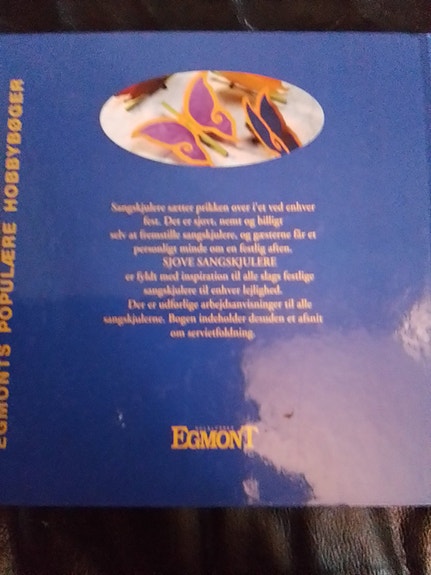 EGMONTS POPULÆRE HOBBYBØGER
Sangskjulere sætter prikken over i'et ved enhver
fest. Det er sjovt, nemt og billigt
selv at fremstille sangskjulere, og gæsterne får et
personligt minde om en festlig aften.
SJOVE SANGSKJULERE
er fyldt med inspiration til alle slags festlige
sangskjulere til enhver lejlighed.
Der er udførlige arbejdsanvisninger til alle
sangskjulerne. Bogen indeholder desuden et afsnit
om servietfoldning.
EGMONT